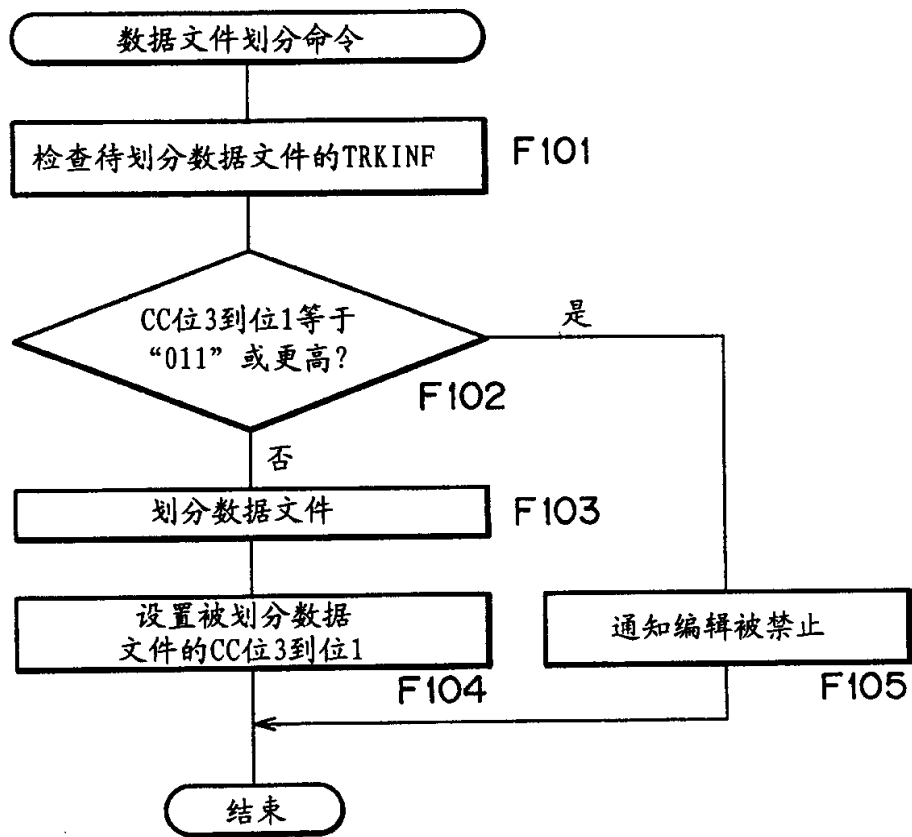 数据文件划分命令
检查待划分数据文件的TRKINF
F101
CC位3到位1等于
“011”或更高?
是
F102
否
划分数据文件
F103
设置被划分数据
文件的CC位3到位1
F104
通知编辑被禁止
F105
结束